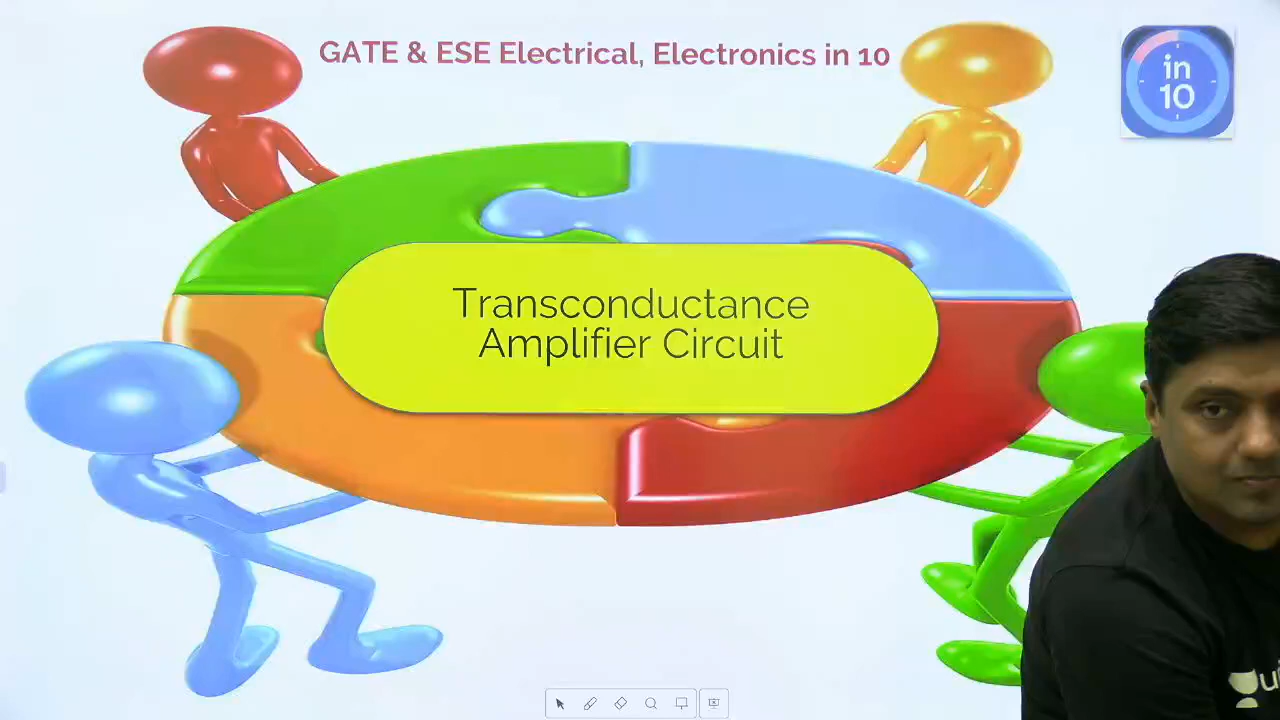 GATE & ESE Electrical, Electronics in 10
in
10
Transconductance
Amplifier Circuit